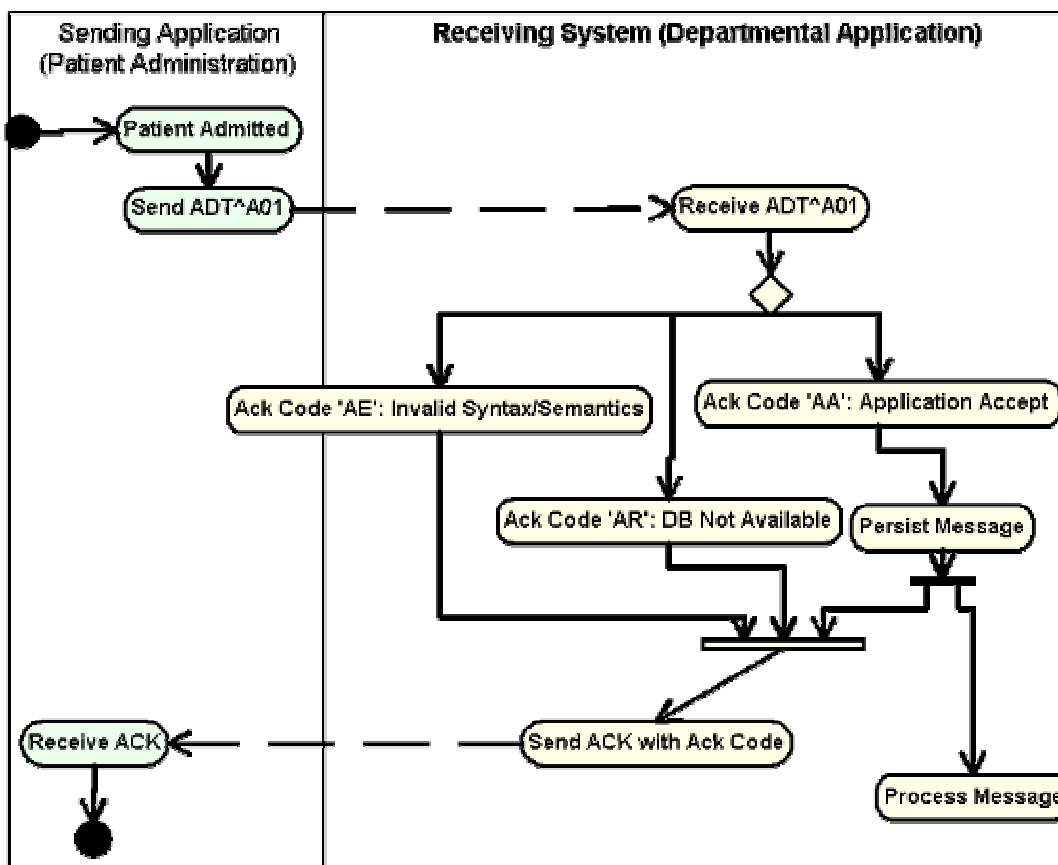 Sending Application
(Patient Administration)
Receiving System (Departmental Application)
Patient Admitted
Send ADT^A01
Receive ADT^A01
Ack Code 'AE': Invalid Syntax/Semantics
Ack Code 'AA': Application Accept
Ack Code 'AR': DB Not Available
Persist Message
Receive ACK
Send ACK with Ack Code
Process Message